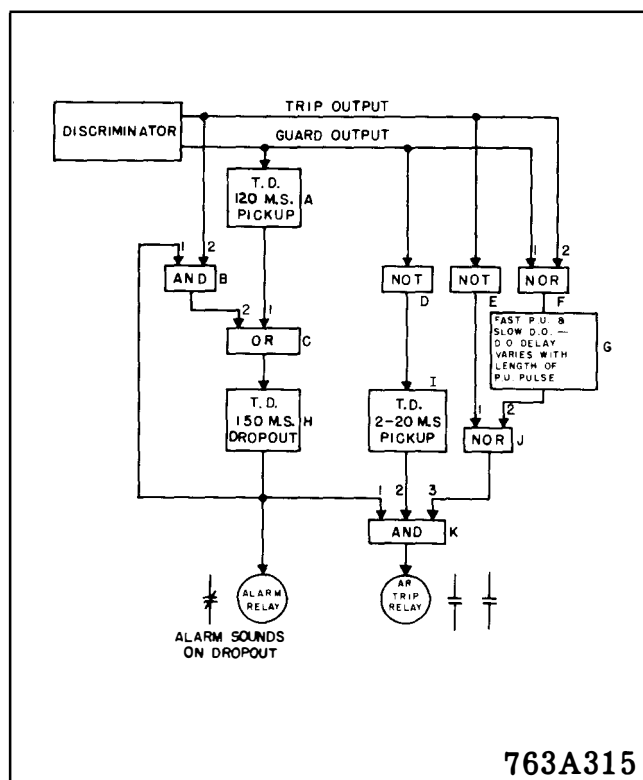 TRIP OUTPUT
DISCRIMINATOR
GUARD OUTPUT
T. D.
120 M.S.
PICKUP
A
1
2
1
2
AND
B
NOT
NOT
NOR
D
E
F
2
1
OR
C
FAST P.U. &
SLOW D.O. —
D.O. DELAY
VARIES WITH
LENGTH OF
P.U. PULSE
G
I
T. D.
150 M.S.
DROPOUT
H
T. D.
2-20 M.S
PICKUP
1
2
NOR
J
1
2
3
AND
K
ALARM
RELAY
AR
TRIP
RELAY
ALARM SOUNDS
ON DROPOUT
763A315